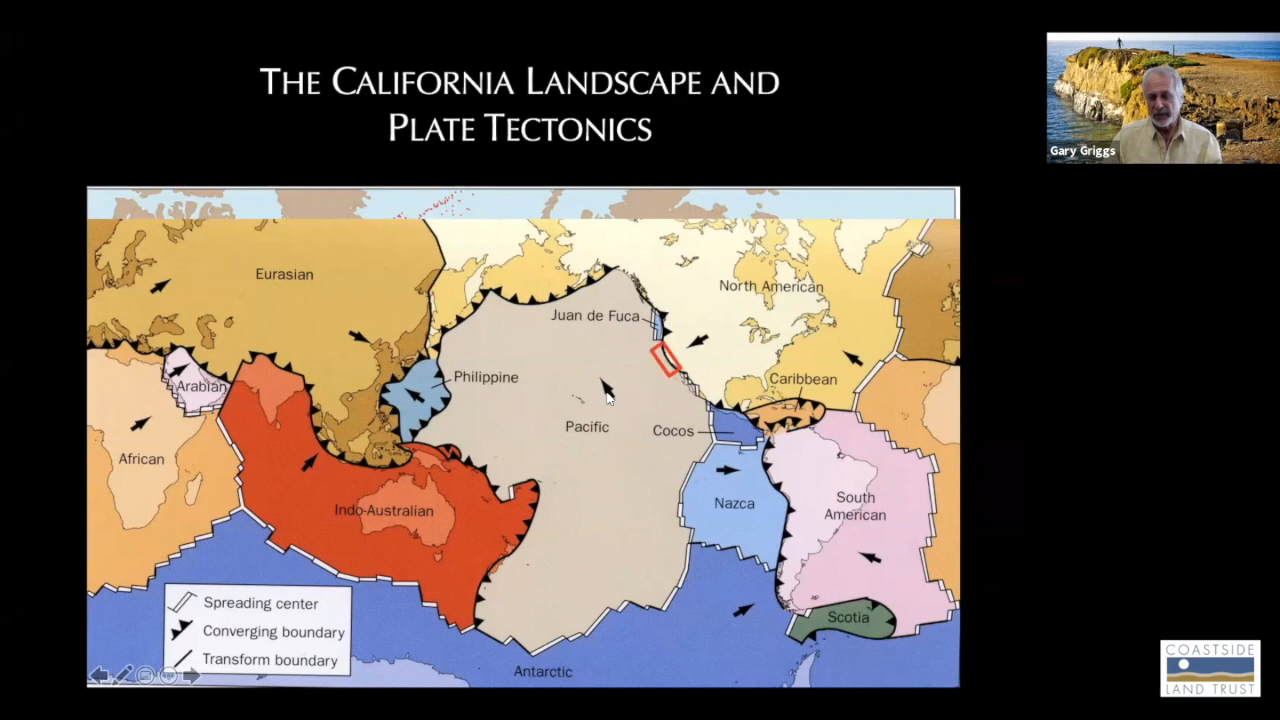 THE CALIFORNIA LANDSCAPE AND
PLATE TECTONICS
Gary Griggs
Eurasian
North American
Juan de Fuca
Arabian
Philippine
Caribbean
Pacific
Cocos
African
Indo-Australian
Nazca
South
American
Spreading center
Converging boundary
Transform boundary
Scotia
Antarctic
COASTSIDE
LAND TRUST